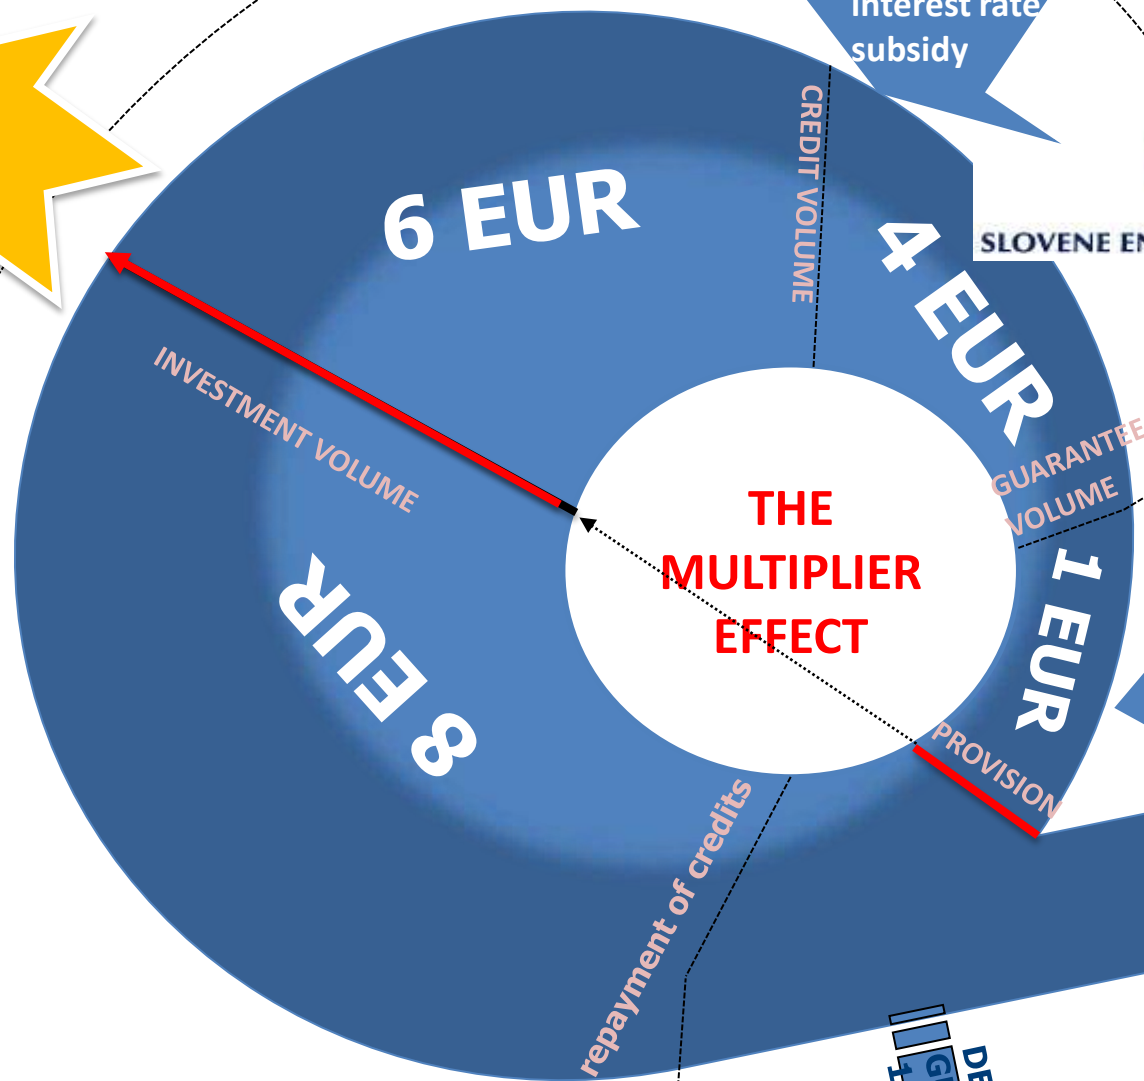 interest rate
subsidy
CREDIT VOLUME
6 EUR
4 EUR
SLOVENE
INVESTMENT VOLUME
GUARANTEE
VOLUME
THE
MULTIPLIER
EFFECT
1 EUR
8 EUR
PROVISION
repayment of credits